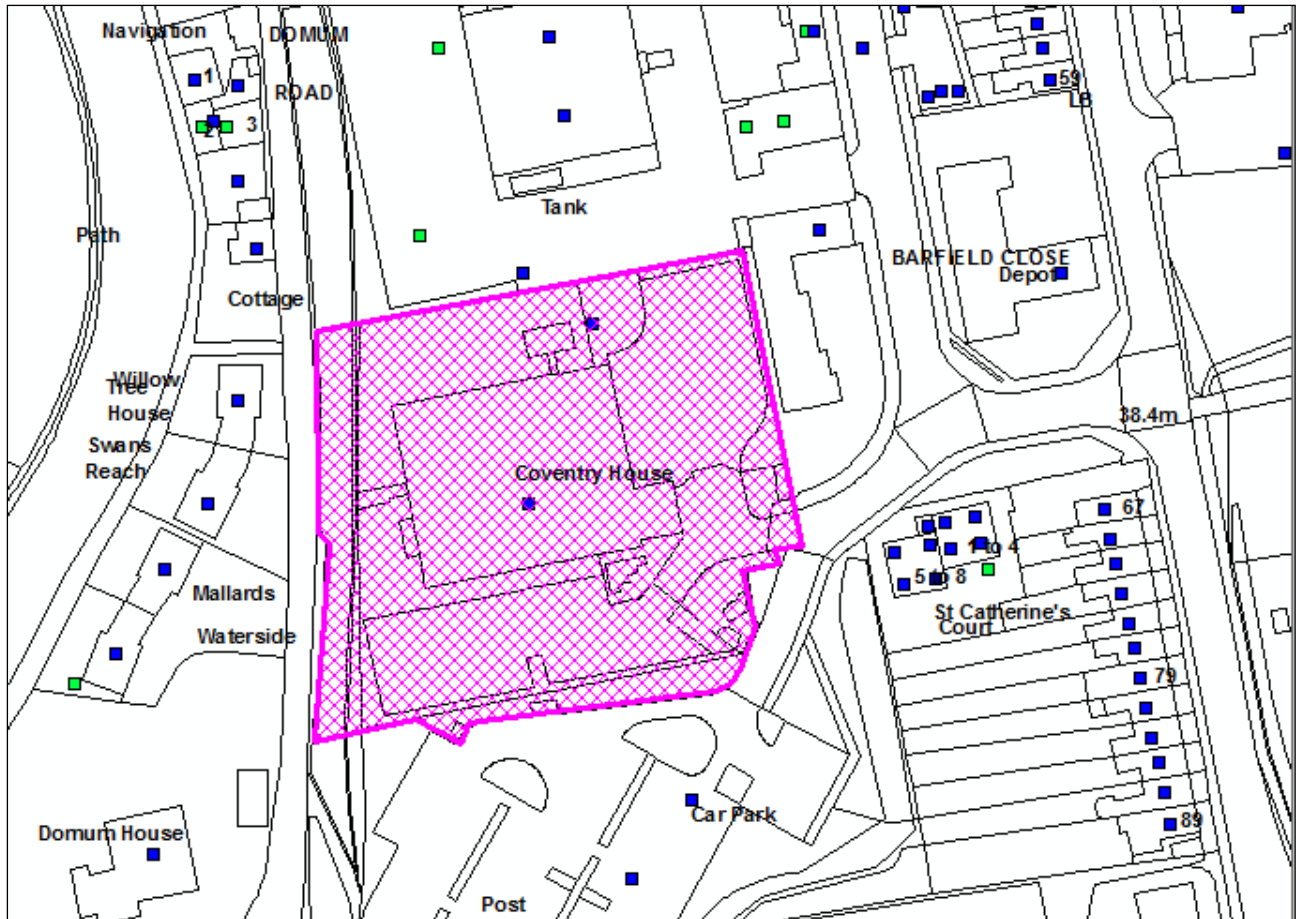 Navigation
DOMUM
ROAD
1
59
LB
2
3
Path
Tank
BARFIELD CLOSE
Depot
Cottage
Willow
Tree
House
38.4m
Swans
Reach
Coventry House
67
1 to 4
5 to 8
Mallards
St Catherine's
Court
Waterside
79
Car Park
89
Domum House
Post